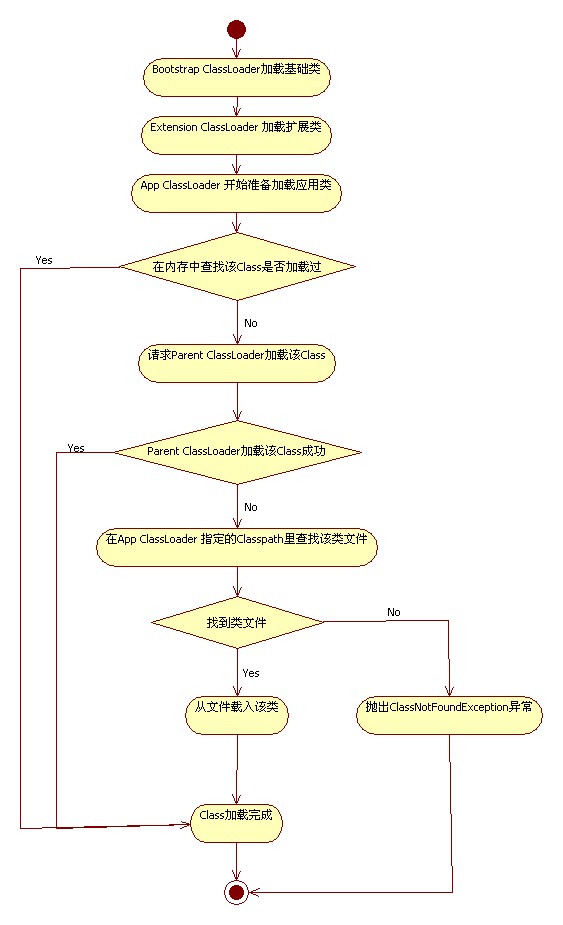 Bootstrap ClassLoader加载基础类
Extension ClassLoader 加载扩展类
App ClassLoader 开始准备加载应用类
Yes
在内存中查找该Class是否加载过
No
请求Parent ClassLoader加载该Class
Yes
Parent ClassLoader加载该Class成功
No
在App ClassLoader 指定的Classpath里查找该类文件
No
找到类文件
Yes
从文件载入该类
抛出ClassNotFoundException异常
Class加载完成